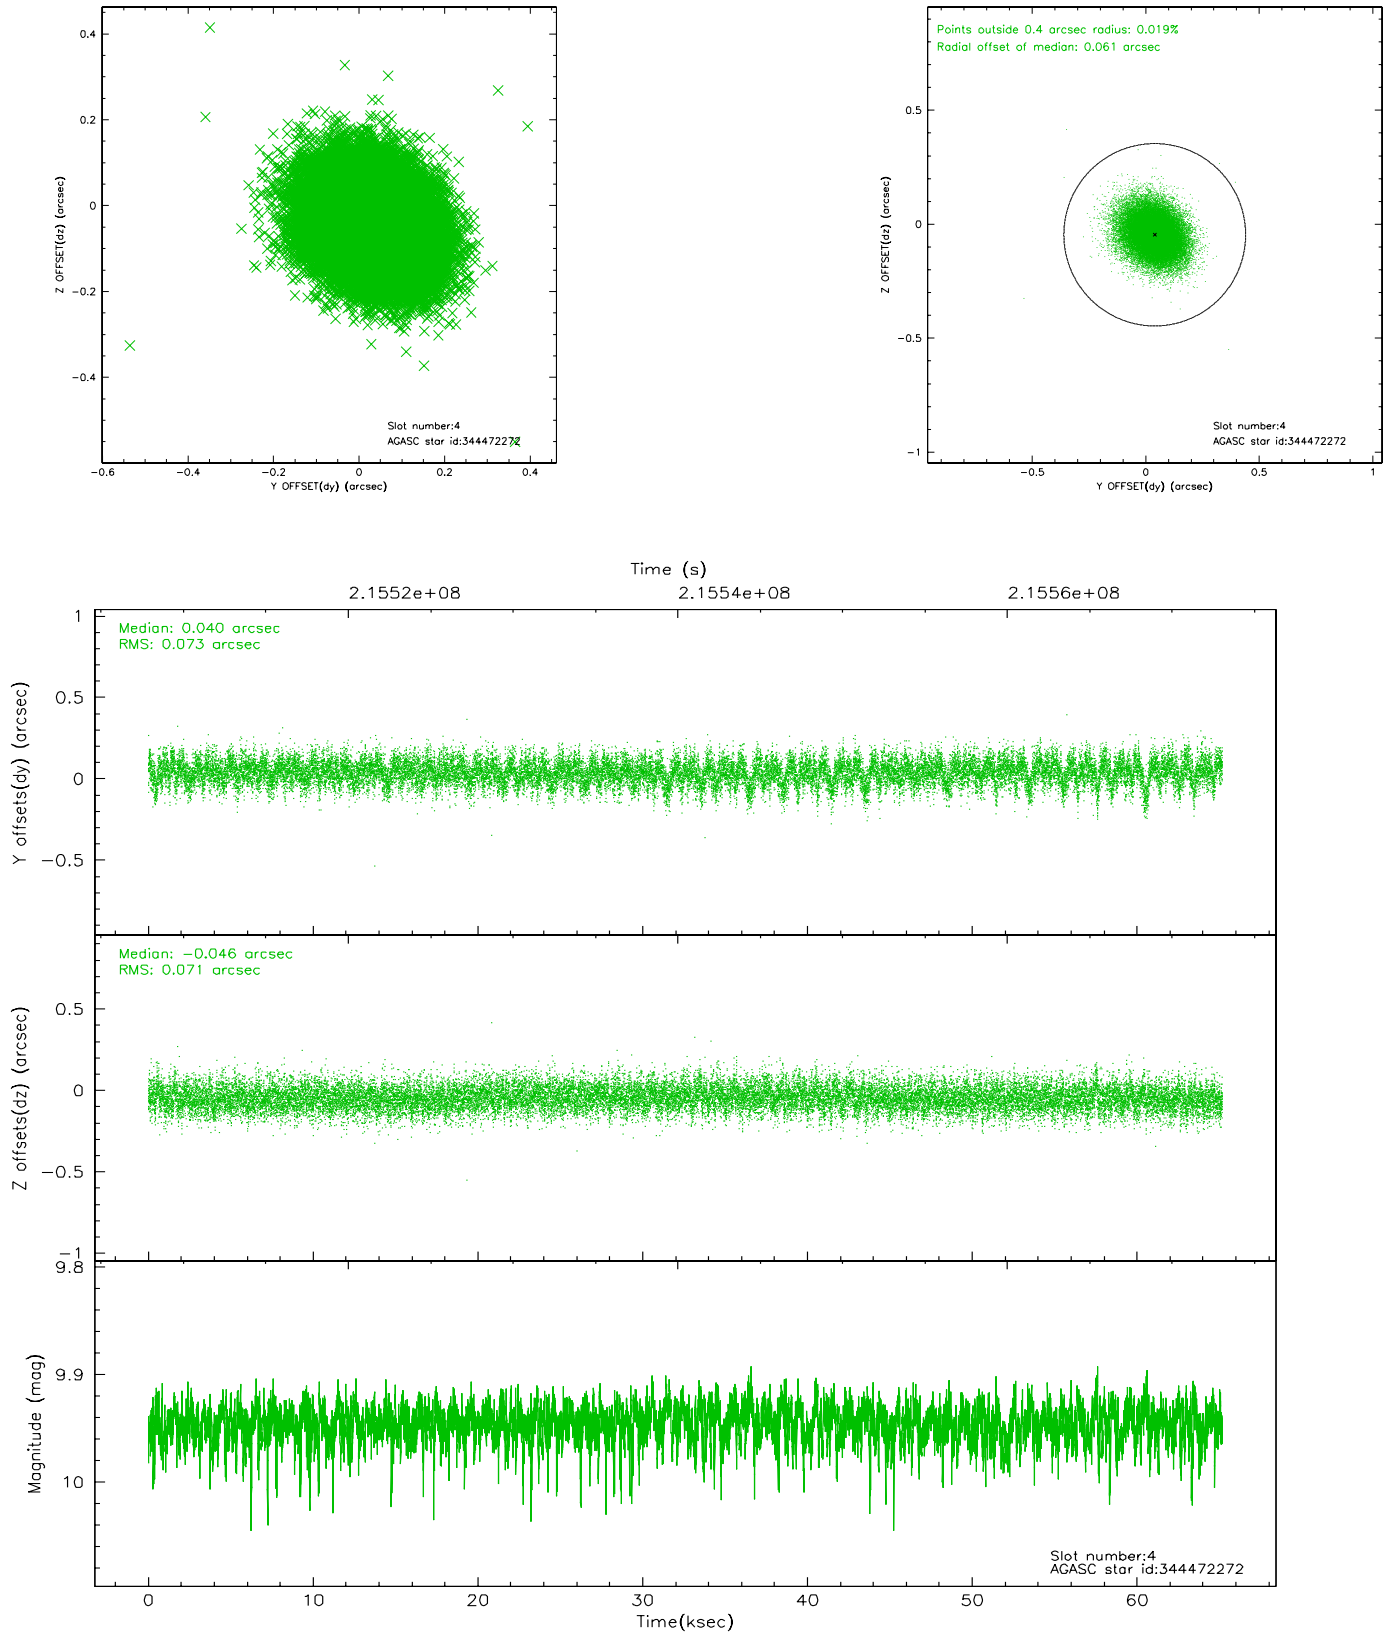 0.4
0.2
0
-0.2
-0.4
Z OFFSET(dz) (arcsec)
Slot number:4
AGASC star id:344472272
-0.6
-0.4
-0.2
0
0.2
0.4
Y OFFSET(dy) (arcsec)
Points outside 0.4 arcsec radius: 0.019%
Radial offset of median: 0.061 arcsec
0.5
0
-0.5
-1
Z OFFSET(dz) (arcsec)
Slot number:4
AGASC star id:344472272
-0.5
0
0.5
1
Y OFFSET(dy) (arcsec)
Time (s)
2.1552e+08
2.1554e+08
2.1556e+08
1
0.5
0
-0.5
Y offsets(dy) (arcsec)
Median: 0.040 arcsec
RMS: 0.073 arcsec
0.5
0
-0.5
-1
Z offsets(dz) (arcsec)
Median: -0.046 arcsec
RMS: 0.071 arcsec
9.8
9.9
10
Magnitude (mag)
Slot number:4
AGASC star id:344472272
0
10
20
30
40
50
60
Time(ksec)